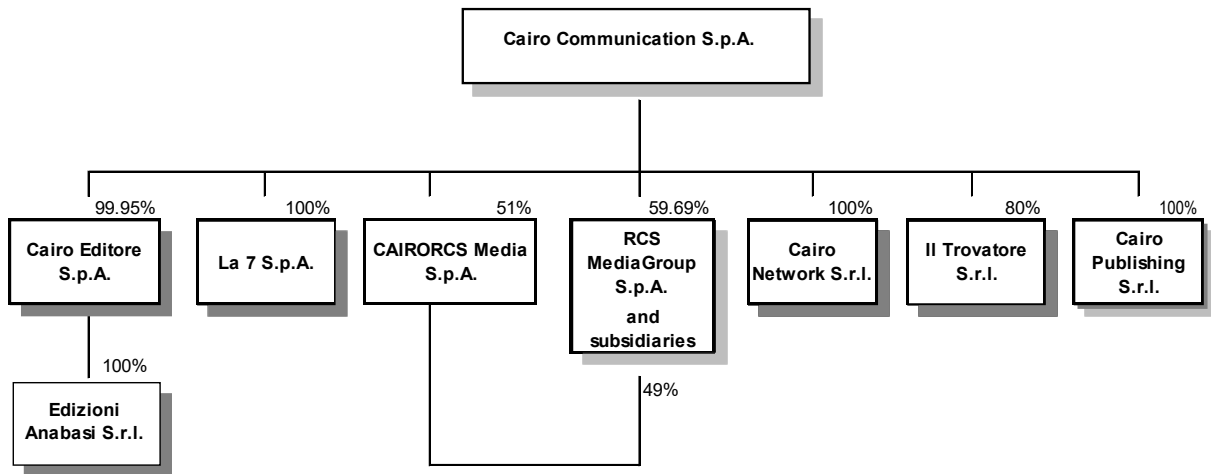 Cairo Communication S.p.A.
99.95%
100%
51%
59.69%
100%
80%
100%
Cairo Editore
S.p.A.
La 7 S.p.A.
CAIRORCS Media
S.p.A.
RCS
MediaGroup
S.p.A.
and
subsidiaries
Cairo
Network S.r.l.
Il Trovatore
S.r.l.
Cairo
Publishing
S.r.l.
100%
49%
Edizioni
Anabasi S.r.l.